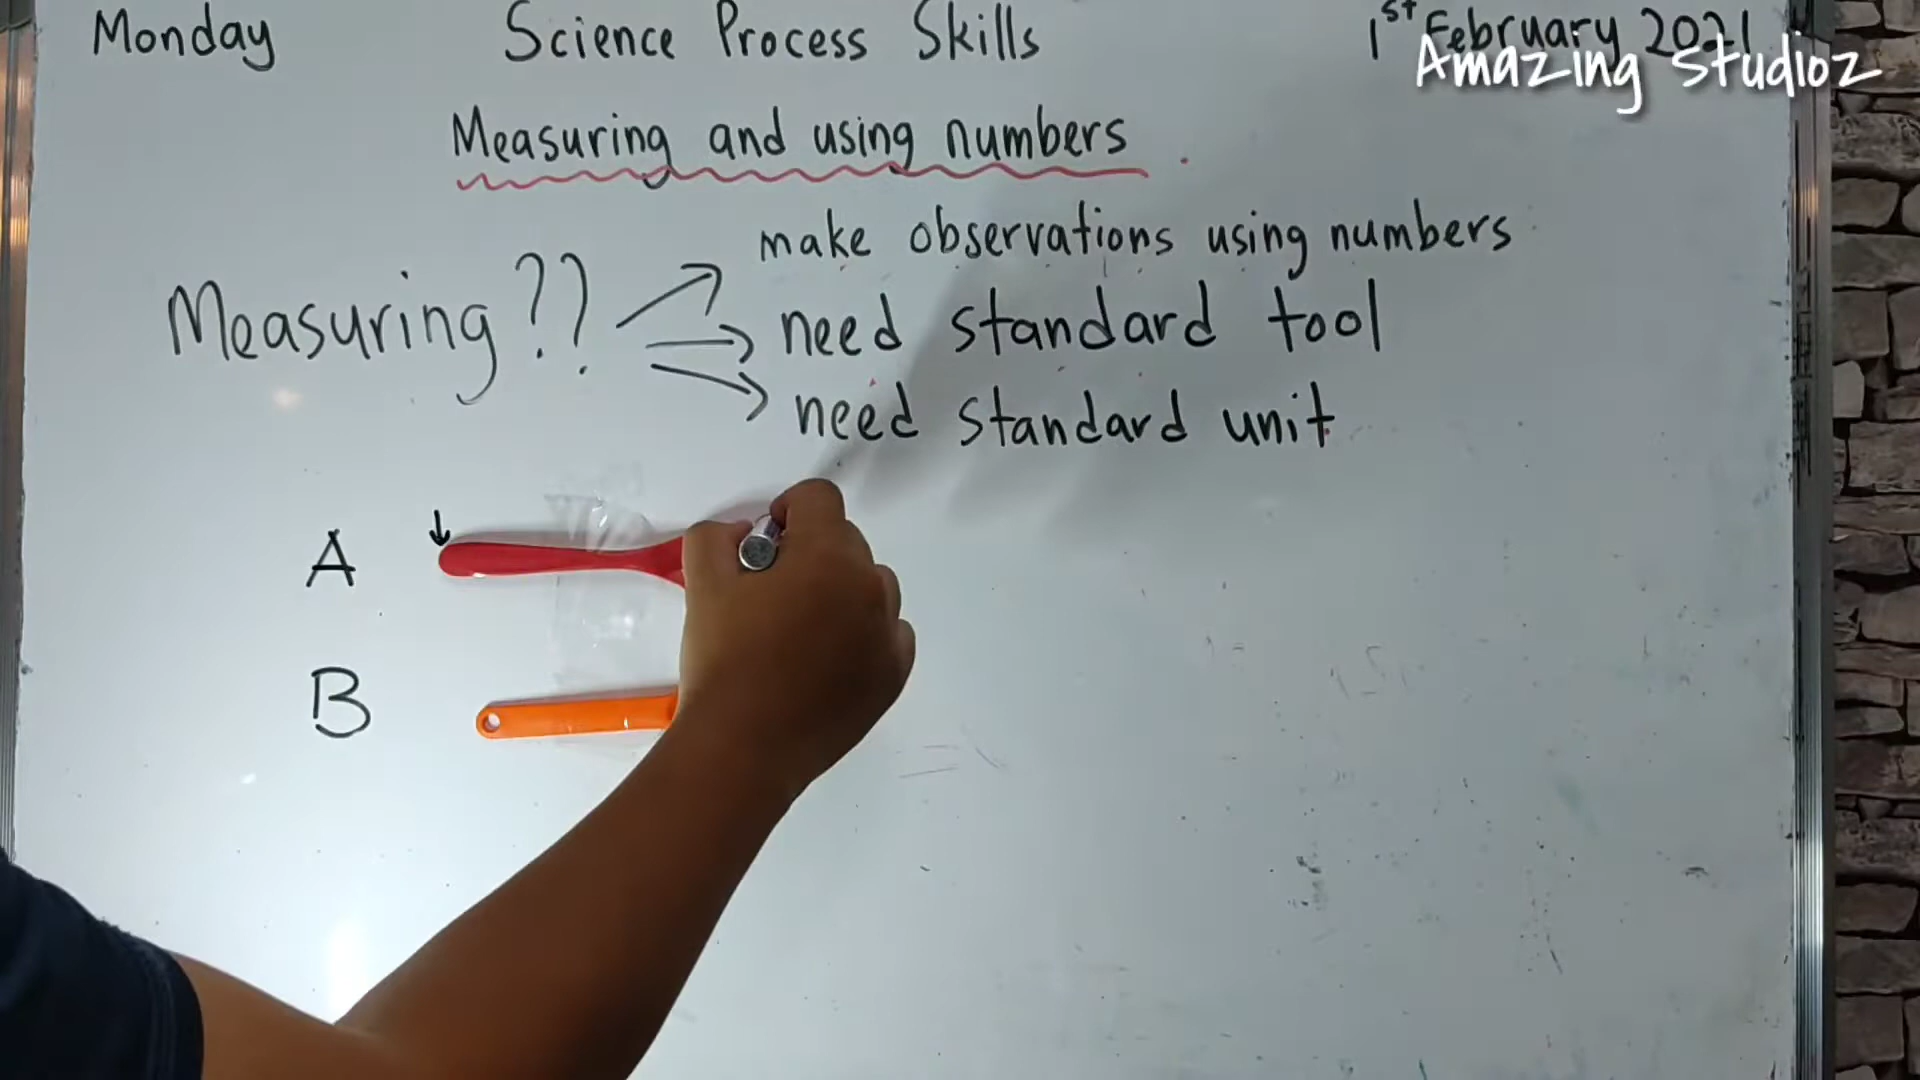 Monday Science Process Skills 1st February 2021
Amazing Studioz
Measuring and using numbers
make observations using numbers
Measuring ?? need standard tool
need standard unit
A
B